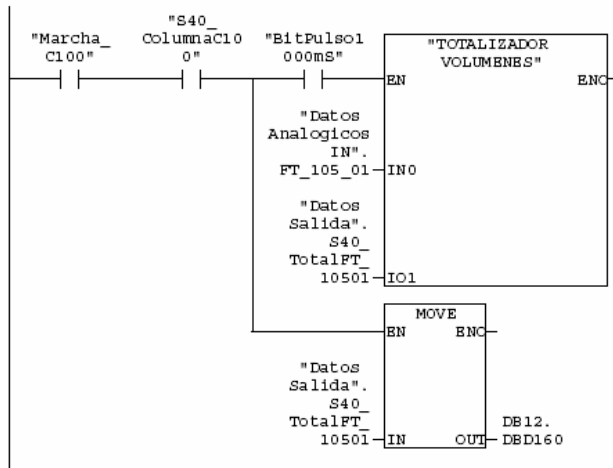 "S40_
"Marcha_ ColumnaC10 "BitPulso1
C100" 0" 000mS"
"TOTALIZADOR
VOLUMENES"
EN ENO
"Datos
Analogicos
IN".
FT_105_01 IN0
"Datos
Salida".
S40_
TotalFT_
10501 IO1
MOVE
EN ENO
"Datos
Salida".
S40_
TotalFT_
10501 IN OUT DB12.
DBD160